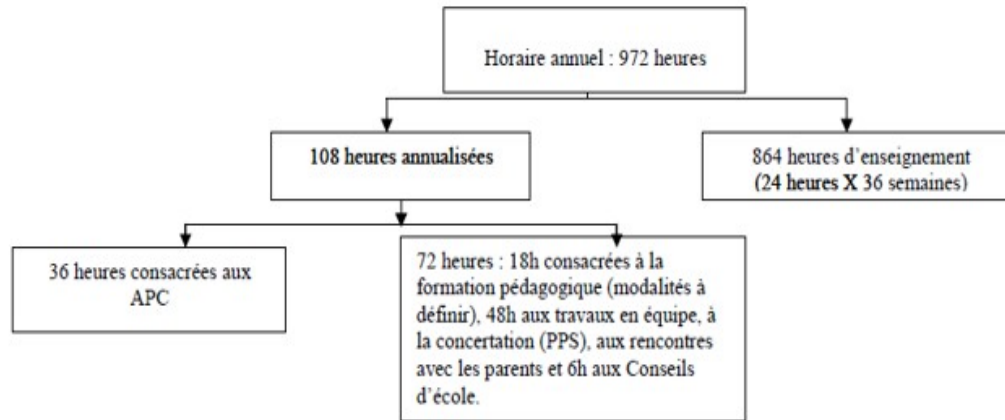 Horaire annuel : 972 heures
108 heures annualisées
864 heures d'enseignement
(24 heures X 36 semaines)
36 heures consacrées aux
APC
72 heures : 18h consacrées à la
formation pédagogique (modalités à
définir), 48h aux travaux en équipe, à
la concertation (PPS), aux rencontres
avec les parents et 6h aux Conseils
d'école.